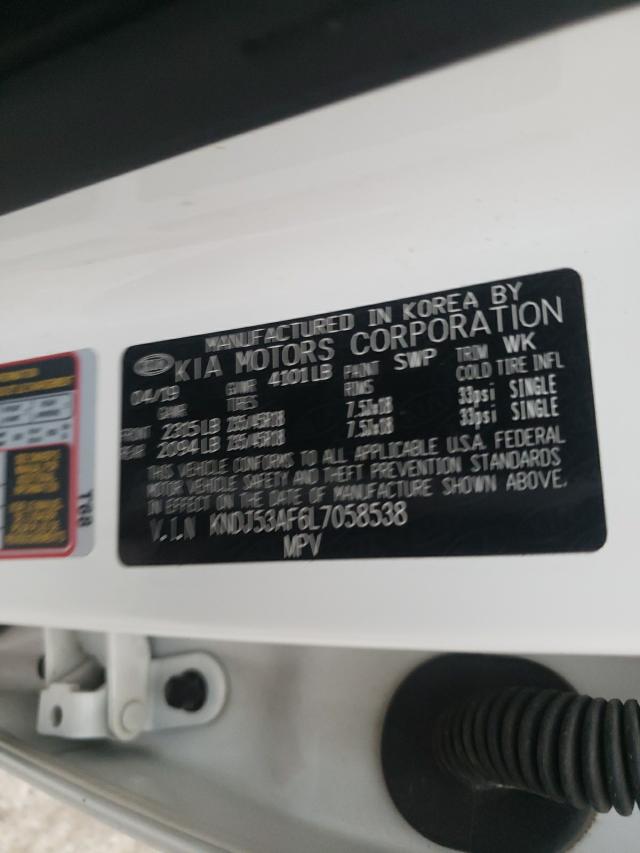 MANUFACTURED IN KOREA BY
KIA MOTORS CORPORATION
04/19 GVWR 4101LB PAINT SWP TRIM WK
GAWR TIRES RIMS COLD TIRE INFL
FRONT 2315LB 235/45R18 7.5Jx18 33psi SINGLE
REAR 2094LB 235/45R18 7.5Jx18 33psi SINGLE
THIS VEHICLE CONFORMS TO ALL APPLICABLE U.S.A. FEDERAL
MOTOR VEHICLE SAFETY AND THEFT PREVENTION STANDARDS
IN EFFECT ON THE DATE OF MANUFACTURE SHOWN ABOVE.
V.I.N KNDJ53AF6L7058538
MPV
T68